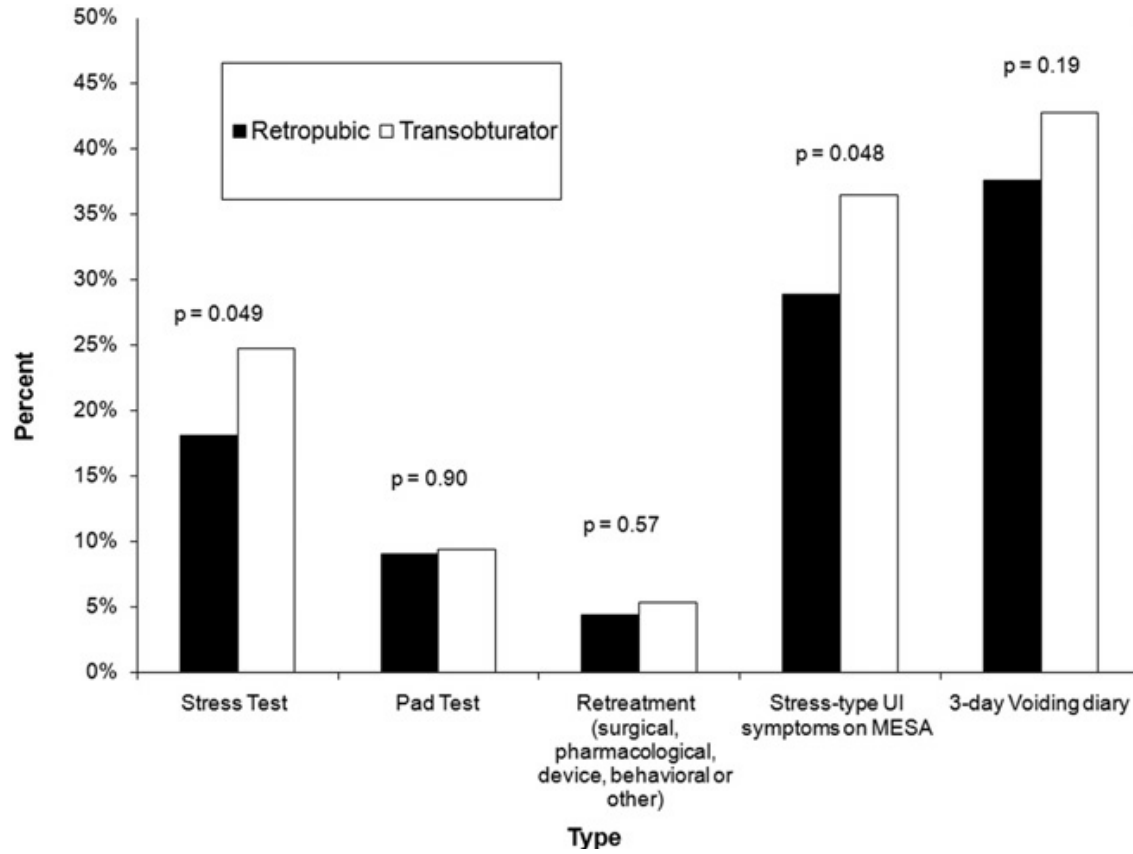 50%
45%
40%
35%
30%
25%
20%
15%
10%
5%
0%
Percent
Retropubic Transobturator
p = 0.049
p = 0.90
p = 0.57
p = 0.048
p = 0.19
Stress Test
Pad Test
Retreatment
(surgical,
pharmacological,
device, behavioral or
other)
Stress-type UI
symptoms on MESA
3-day Voiding diary
Type